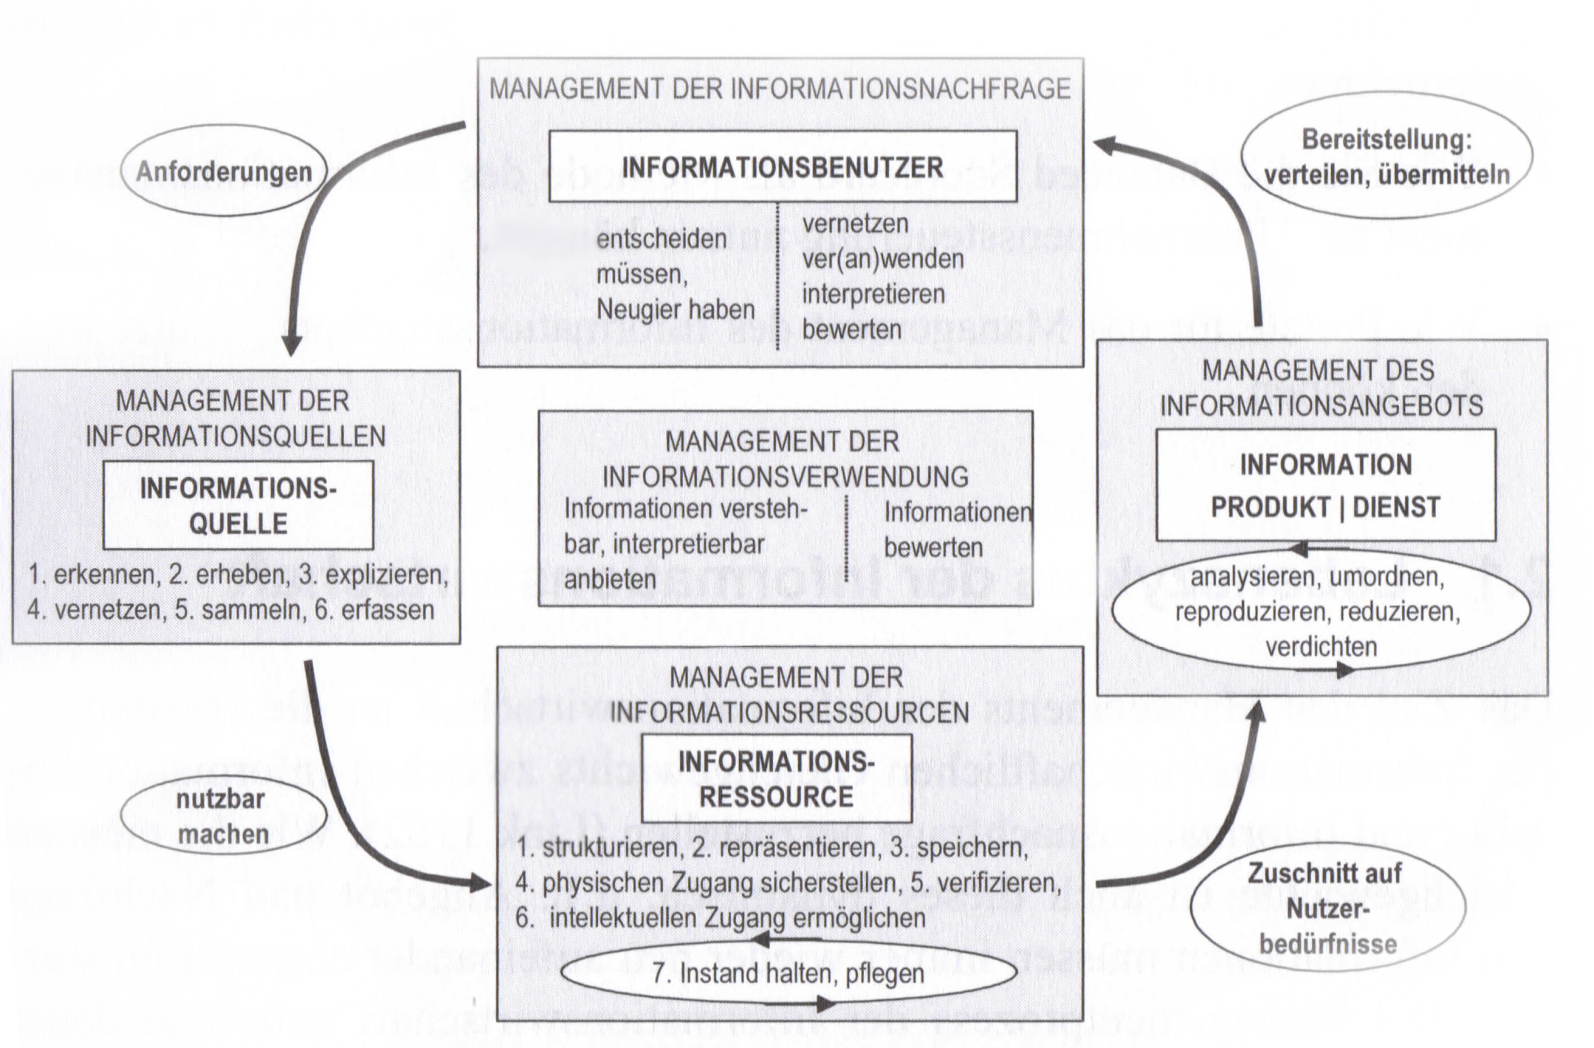 MANAGEMENT DER INFORMATIONSNACHFRAGE
INFORMATIONSBENUTZER
entscheiden
müssen,
Neugier haben
vernetzen
ver(an)wenden
interpretieren
bewerten
Anforderungen
Bereitstellung:
verteilen, übermitteln
MANAGEMENT DER
INFORMATIONSQUELLEN
INFORMATIONS-
QUELLE
1. erkennen, 2. erheben, 3. explizieren,
4. vernetzen, 5. sammeln, 6. erfassen
MANAGEMENT DER
INFORMATIONSVERWENDUNG
Informationen versteh-
bar, interpretierbar
anbieten
Informationen
bewerten
MANAGEMENT DES
INFORMATIONSANGEBOTS
INFORMATION
PRODUKT | DIENST
analysieren, umordnen,
reproduzieren, reduzieren,
verdichten
nutzbar
machen
MANAGEMENT DER
INFORMATIONSRESSOURCEN
INFORMATIONS-
RESSOURCE
1. strukturieren, 2. repräsentieren, 3. speichern,
4. physischen Zugang sicherstellen, 5. verifizieren,
6. intellektuellen Zugang ermöglichen
7. Instand halten, pflegen
Zuschnitt auf
Nutzer-
bedürfnisse